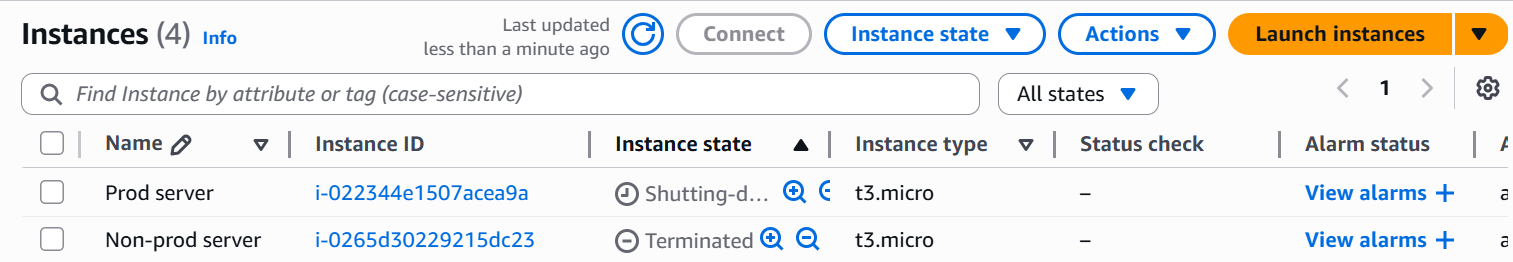 Instances (4) Info
Last updated
less than a minute ago
Connect
Instance state
Actions
Launch instances
Find Instance by attribute or tag (case-sensitive)
All states
1
Name Instance ID Instance state Instance type Status check Alarm status
Prod server i-022344e1507acea9a Shutting-d... t3.micro – View alarms +
Non-prod server i-0265d30229215dc23 Terminated t3.micro – View alarms +